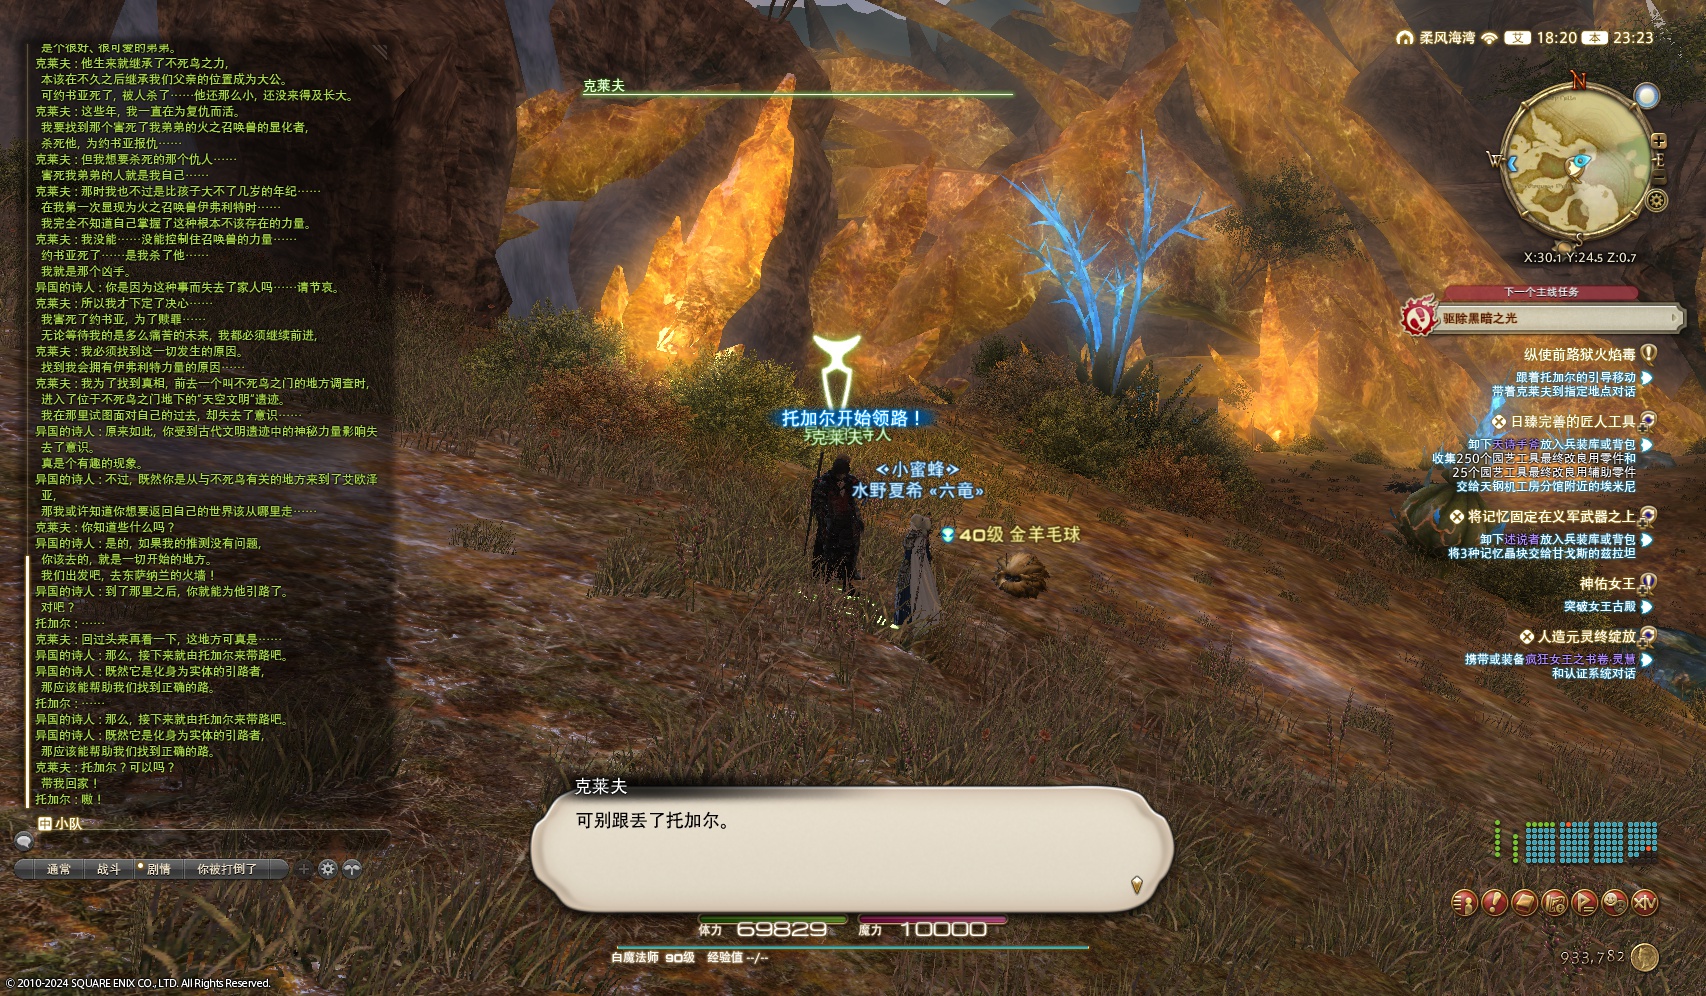 是个很好、很可爱的弟弟。
克莱夫：他生来就继承了不死鸟之力，
本该在不久之后继承我们父亲的位置成为大公。
可约书亚死了，被人杀了……他还那么小，还没来得及长大。
克莱夫：这些年，我一直在为复仇而活。
我要找到那个害死了我弟弟的火之召唤兽的显化者，
杀死他，为约书亚报仇……
克莱夫：但我想要杀死的那个仇人……
害死我弟弟的人就是我自己……
克莱夫：那时我也不过是比孩子大不了几岁的年纪……
在我第一次显现为火之召唤兽伊弗利特时……
我完全不知道自己掌握了这种根本不该存在的力量。
克莱夫：我没能……没能控制住召唤兽的力量……
约书亚死了……是我杀了他……
我就是那个凶手。
异国的诗人：你是因为这种事而失去了家人吗……请节哀。
克莱夫：所以我才下定了决心……
我害死了约书亚，为了赎罪……
无论等待我的是多么痛苦的未来，我都必须继续前进，
克莱夫：我必须找到这一切发生的原因。
找到我会拥有伊弗利特力量的原因……
克莱夫：我为了找到真相，前去一个叫不死鸟之门的地方调查时，
进入了位于不死鸟之门地下的“天空文明”遗迹。
我在那里试图面对自己的过去，却失去了意识……
异国的诗人：原来如此，你受到古代文明遗迹中的神秘力量影响失
去了意识。
真是个有趣的现象。
异国的诗人：不过，既然你是从与不死鸟有关的地方来到了艾欧泽
亚，
那我或许知道你想要返回自己的世界该从哪里走……
克莱夫：你知道些什么吗？
异国的诗人：是的，如果我的推测没有问题，
你该去的，就是一切开始的地方。
我们出发吧，去东萨纳兰的火墙！
异国的诗人：到了那里之后，你就能为他引路了。
对吧？
托加尔：……
克莱夫：回过头来再看一下，这地方可真是……
异国的诗人：那么，接下来就由托加尔来带路吧。
异国的诗人：既然它是化身为实体的引路者，
那应该能帮助我们找到正确的路。
托加尔：……
异国的诗人：那么，接下来就由托加尔来带路吧。
异国的诗人：既然它是化身为实体的引路者，
那应该能帮助我们找到正确的路。
克莱夫：托加尔？可以吗？
带我回家！
托加尔：嗷！
中 小队
通常 战斗 剧情 你被打倒了
© 2010-2024 SQUARE ENIX CO., LTD. All Rights Reserved.
克莱夫
托加尔开始领路！
克莱夫
«小蜜蜂»
水野夏希 «六竜»
40级 金羊毛球
克莱夫
可别跟丢了托加尔。
体力 69829 魔力 10000
白魔法师 90级 经验值 --/--
柔风海湾 艾 18:20 本 23:23
N
W
E
S
X:30.1 Y:24.5 Z:0.7
下一个主线任务
驱除黑暗之光
纵使前路狱火焰毒
跟着托加尔的引导移动
带着克莱夫到指定地点对话
日臻完善的匠人工具
卸下天诗手斧放入兵装库或背包
收集250个园艺工具最终改良用零件和
25个园艺工具最终改良用辅助零件
交给天钢机工房分馆附近的埃米尼
将记忆固定在义军武器之上
卸下述说者放入兵装库或背包
将3种记忆晶块交给甘戈斯的兹拉坦
神佑女王
突破女王古殿
人造元灵终绽放
携带或装备疯狂女王之书卷·灵慧
和认证系统对话
XIV
933,782